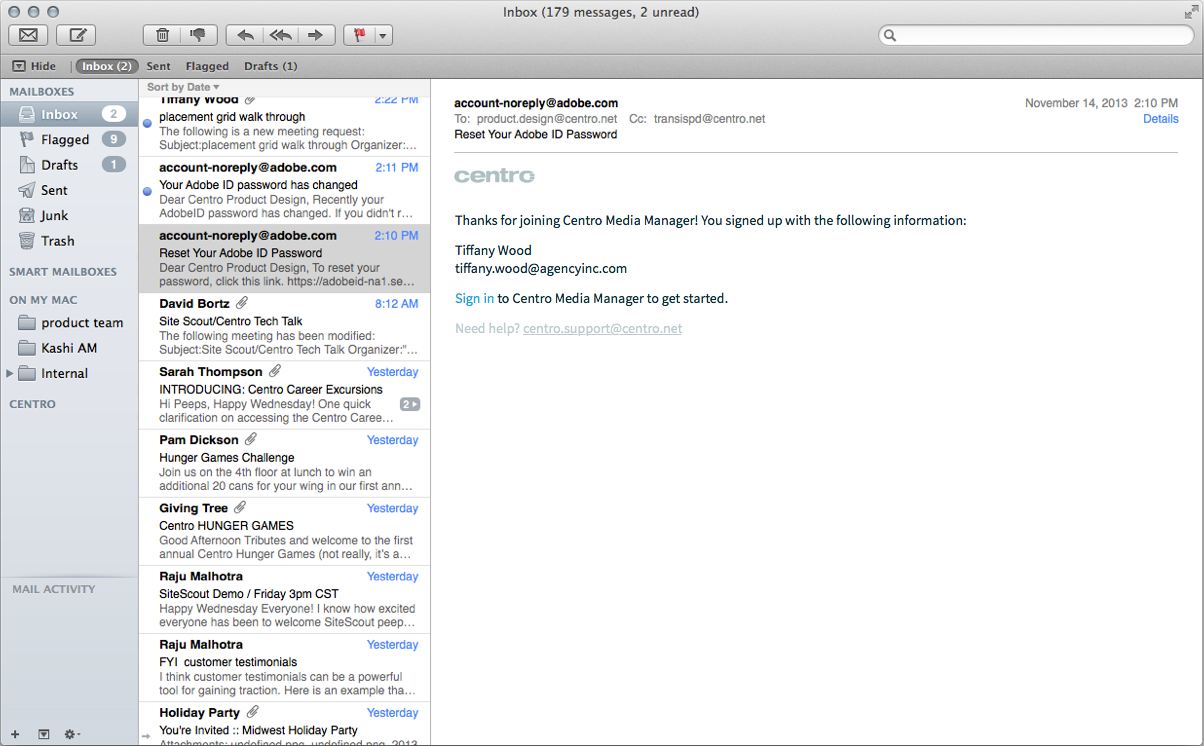 Inbox (179 messages, 2 unread)
Hide Inbox (2) Sent Flagged Drafts (1)
MAILBOXES
Inbox 2
Flagged 9
Drafts 1
Sent
Junk
Trash
SMART MAILBOXES
ON MY MAC
product team
Kashi AM
Internal
CENTRO
MAIL ACTIVITY
Sort by Date
Tiffany Wood 2:22 PM
placement grid walk through
The following is a new meeting request:
Subject:placement grid walk through Organizer:...
account-noreply@adobe.com 2:11 PM
Your Adobe ID password has changed
Dear Centro Product Design, Recently your
AdobeID password has changed. If you didn't r...
account-noreply@adobe.com 2:10 PM
Reset Your Adobe ID Password
Dear Centro Product Design, To reset your
password, click this link. https://adobeid-na1.se...
David Bortz 8:12 AM
Site Scout/Centro Tech Talk
The following meeting has been modified:
Subject:Site Scout/Centro Tech Talk Organizer:"...
Sarah Thompson Yesterday
INTRODUCING: Centro Career Excursions
Hi Peeps, Happy Wednesday! One quick
clarification on accessing the Centro Caree...
2
Pam Dickson Yesterday
Hunger Games Challenge
Join us on the 4th floor at lunch to win an
additional 20 cans for your wing in our first ann...
Giving Tree Yesterday
Centro HUNGER GAMES
Good Afternoon Tributes and welcome to the first
annual Centro Hunger Games (not really, it's a...
Raju Malhotra Yesterday
SiteScout Demo / Friday 3pm CST
Happy Wednesday Everyone! I know how excited
everyone has been to welcome SiteScout peep...
Raju Malhotra Yesterday
FYI customer testimonials
I think customer testimonials can be a powerful
tool for gaining traction. Here is an example tha...
Holiday Party Yesterday
You're Invited :: Midwest Holiday Party
Attachments: undefined.png, undefined.png, 2013
account-noreply@adobe.com November 14, 2013 2:10 PM
To: product.design@centro.net Cc: transispd@centro.net Details
Reset Your Adobe ID Password
centro
Thanks for joining Centro Media Manager! You signed up with the following information:
Tiffany Wood
tiffany.wood@agencyinc.com
Sign in to Centro Media Manager to get started.
Need help? centro.support@centro.net